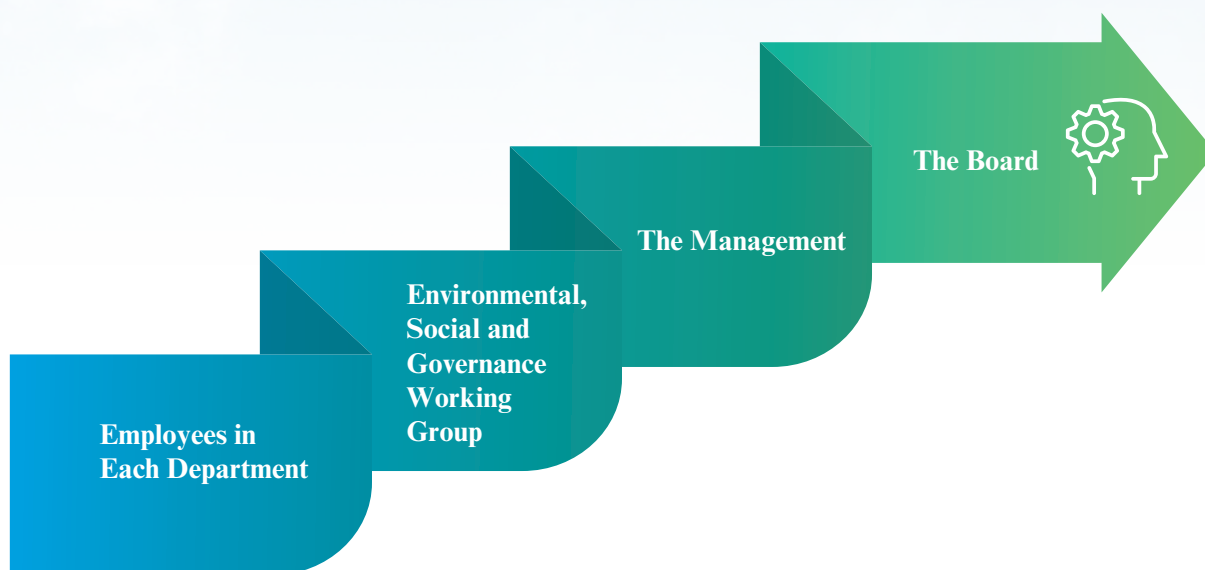 The Board
The Management
Environmental,
Social and
Governance
Working
Group
Employees in
Each Department